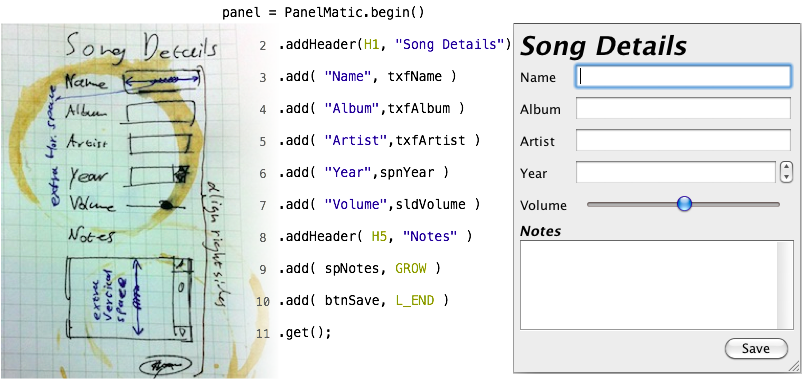 Song Details
Name
Album
Artist
Year
Volume
Notes
extra Hor. space
align right sides
extra
vertical
space
panel = PanelMatic.begin()
2 .addHeader(H1, "Song Details")
3 .add( "Name", txfName )
4 .add( "Album",txfAlbum )
5 .add( "Artist",txfArtist )
6 .add( "Year",spnYear )
7 .add( "Volume",sldVolume )
8 .addHeader( H5, "Notes" )
9 .add( spNotes, GROW )
10 .add( btnSave, L_END )
11 .get();
Song Details
Name
Album
Artist
Year
Volume
Notes
Save